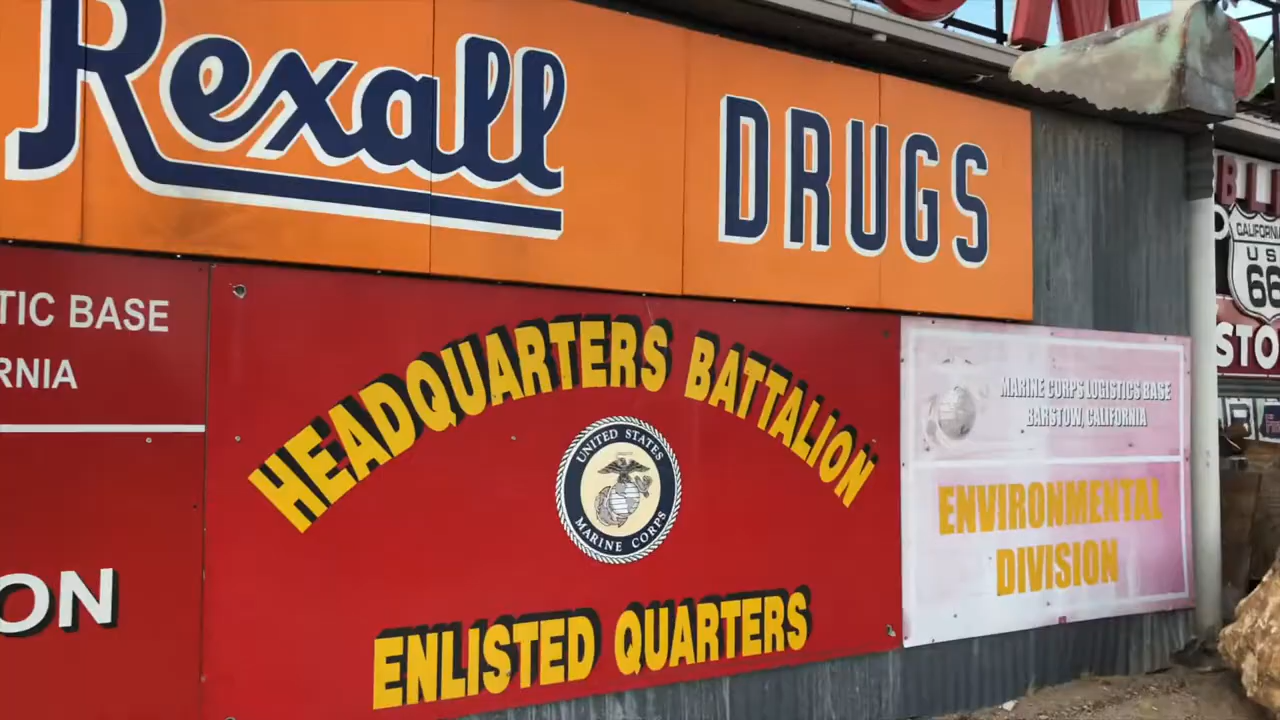 Rexall DRUGS
TIC BASE
RNIA
ON
HEADQUARTERS BATTALION
UNITED STATES
MARINE CORPS
ENLISTED QUARTERS
MARINE CORPS LOGISTICS BASE
BARSTOW, CALIFORNIA
ENVIRONMENTAL
DIVISION
CALIFORNIA
US
66
STO